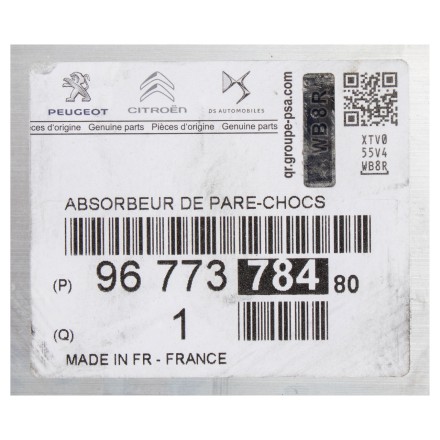 PEUGEOT
CITROËN
DS AUTOMOBILES
ièces d'origine Genuine parts Pièces d'origine Genuine parts
qr.groupe-psa.com
WB8R
XTV0
55V4
WB8R
ABSORBEUR DE PARE-CHOCS
(P) 96 773 784 80
(Q) 1
MADE IN FR - FRANCE